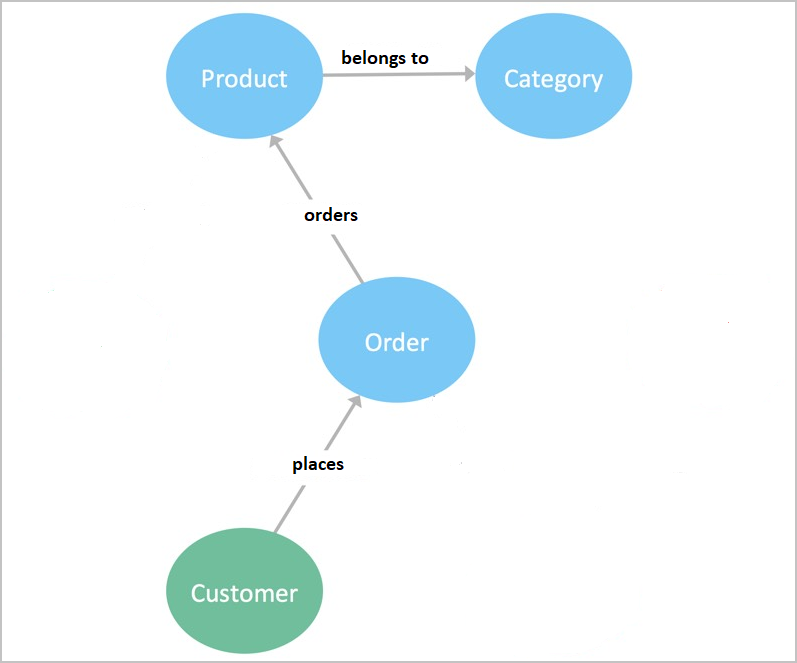 Product
belongs to
Category
orders
Order
places
Customer